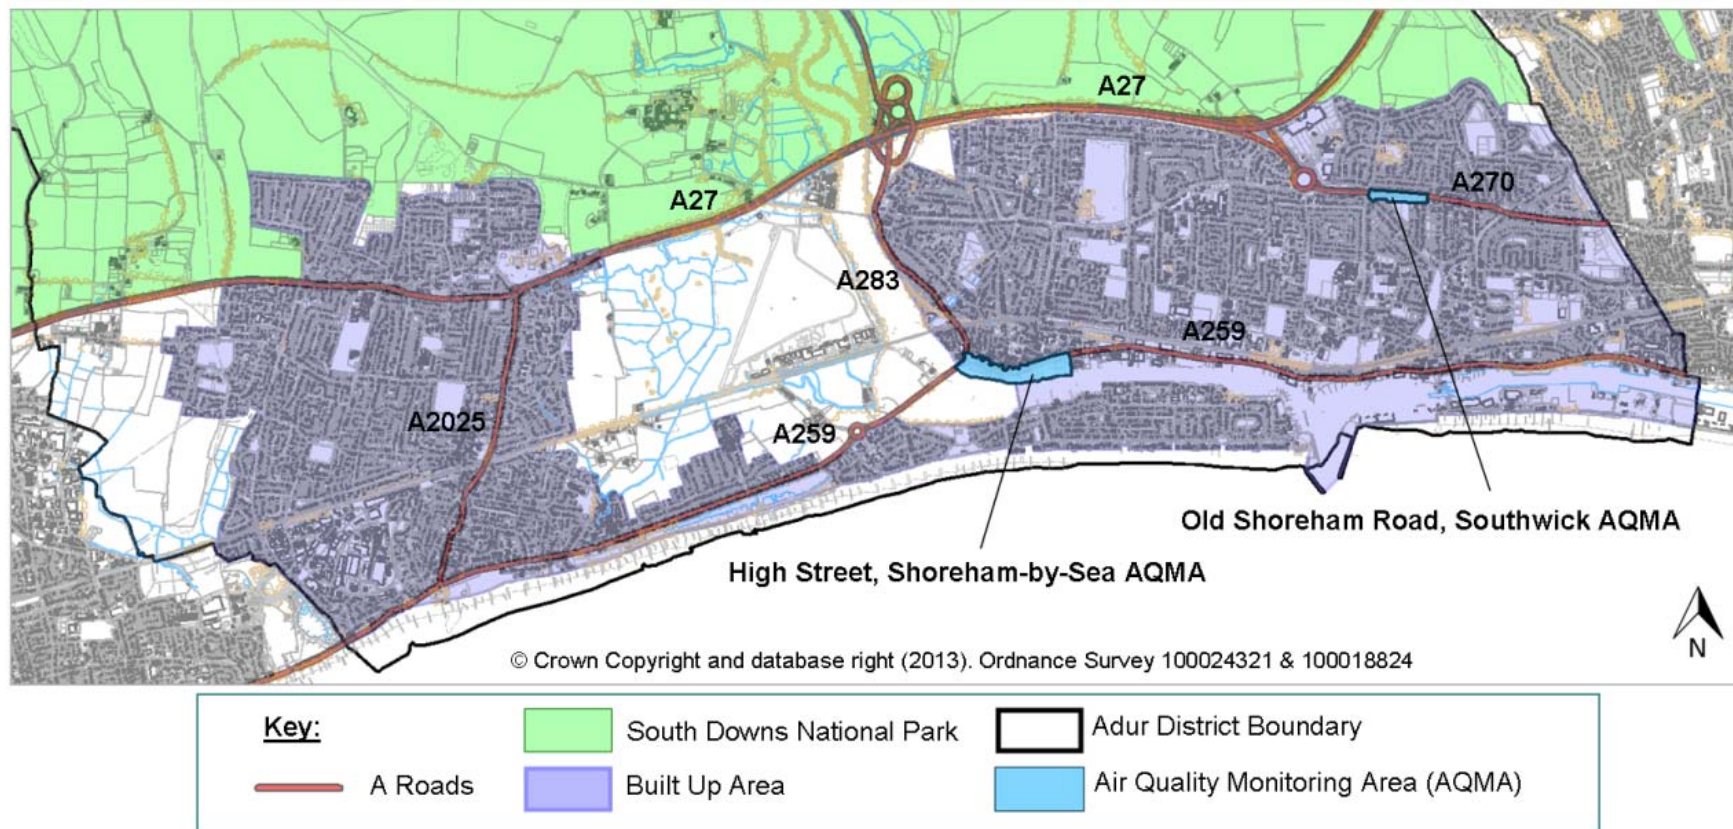 A27
A27
A270
A283
A259
A2025
A259
Old Shoreham Road, Southwick AQMA
High Street, Shoreham-by-Sea AQMA
N
© Crown Copyright and database right (2013). Ordnance Survey 100024321 & 100018824
Key:
South Downs National Park
Adur District Boundary
A Roads
Built Up Area
Air Quality Monitoring Area (AQMA)